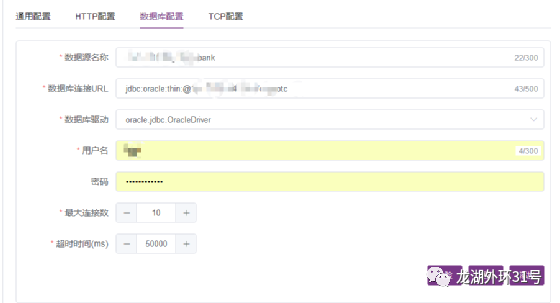 通用配置 HTTP配置 数据库配置 TCP配置
* 数据源名称 bank 22/300
* 数据库连接URL jdbc:oracle:thin:@ 43/500
* 数据库驱动 oracle.jdbc.OracleDriver
* 用户名 4/300
密码 ••••••••••••
* 最大连接数 − 10 +
* 超时时间(ms) − 50000 +
龙湖外环31号